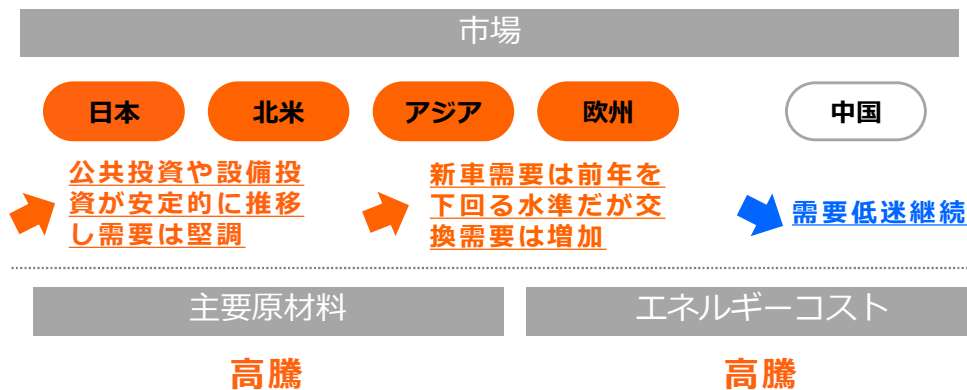 市場
日本
北米
アジア
欧州
中国
公共投資や設備投
資が安定的に推移
し需要は堅調
新車需要は前年を
下回る水準だが交
換需要は増加
需要低迷継続
主要原材料
エネルギーコスト
高騰
高騰